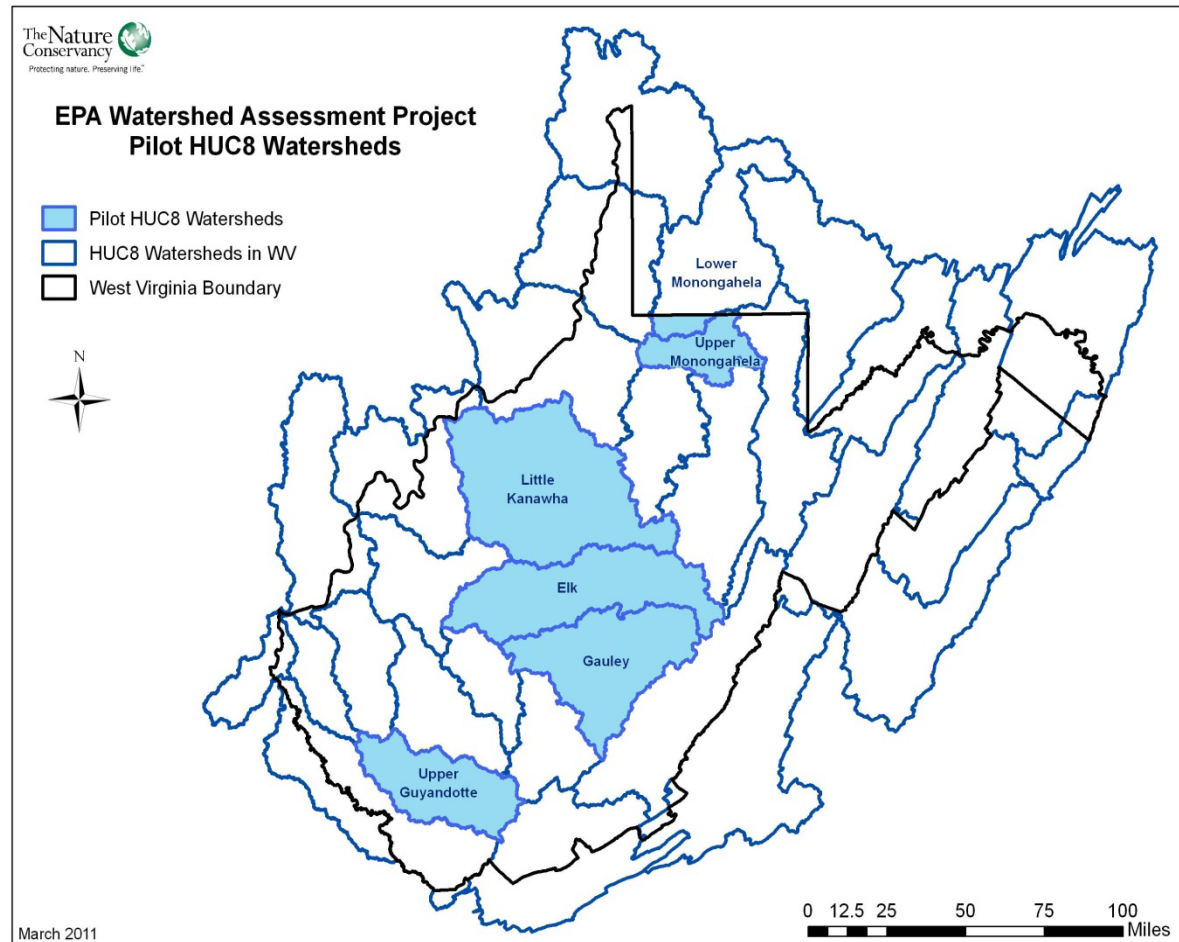 The Nature
Conservancy
Protecting nature. Preserving life.™
EPA Watershed Assessment Project
Pilot HUC8 Watersheds
Pilot HUC8 Watersheds
HUC8 Watersheds in WV
West Virginia Boundary
N
Lower
Monongahela
Upper
Monongahela
Little
Kanawha
Elk
Gauley
Upper
Guyandotte
0 12.5 25 50 75 100
Miles
March 2011